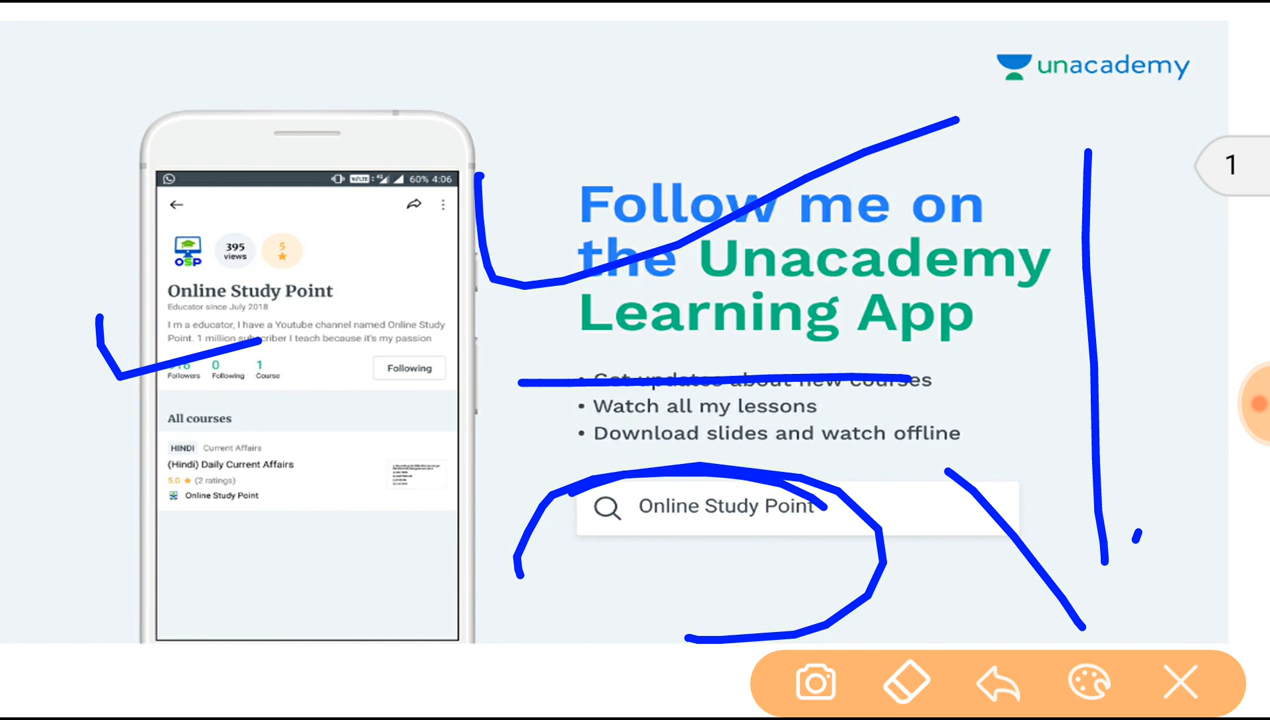 unacademy
1
60% 4:06
395
views
5
OSP
Online Study Point
Educator since July 2018
I m a educator, I have a Youtube channel named Online Study
Point. 1 million subscriber I teach because it's my passion
0
1
Followers
Following
Course
Following
All courses
HINDI Current Affairs
(Hindi) Daily Current Affairs
5.0 ★ (2 ratings)
Online Study Point
Follow me on
the Unacademy
Learning App
• Get updates about new courses
• Watch all my lessons
• Download slides and watch offline
Online Study Point